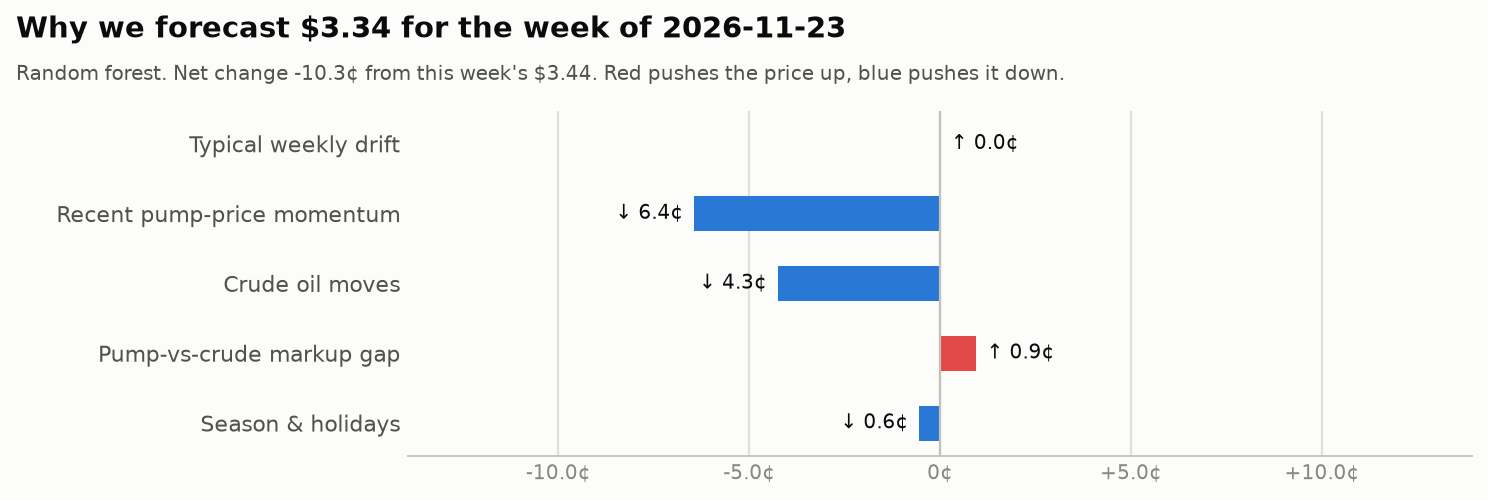 Why we forecast $3.34 for the week of 2026-11-23
Random forest. Net change -10.3¢ from this week's $3.44. Red pushes the price up, blue pushes it down.
Typical weekly drift ↑ 0.0¢
Recent pump-price momentum ↓ 6.4¢
Crude oil moves ↓ 4.3¢
Pump-vs-crude markup gap ↑ 0.9¢
Season & holidays ↓ 0.6¢
-10.0¢ -5.0¢ 0¢ +5.0¢ +10.0¢